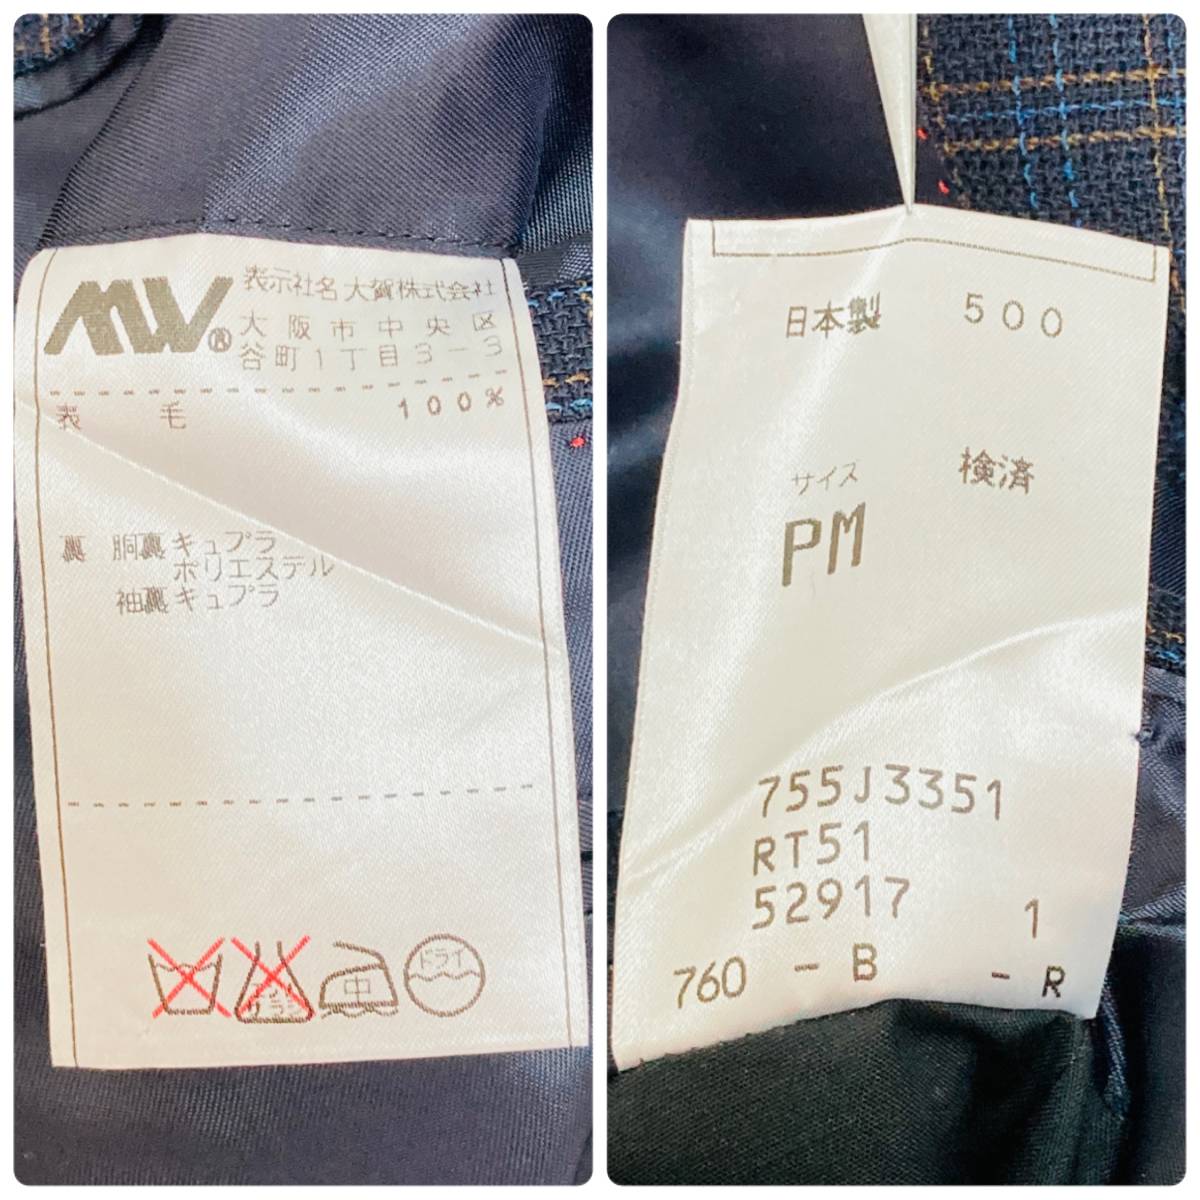 MW® 表示社名 大賀株式会社
大阪市中央区
谷町1丁目3-3
表 毛 100%
裏 胴裏 キュプラ
ポリエステル
袖裏 キュプラ
中 ドライ
日本製 500
検済
サイズ
PM
755J3351
RT51
52917 1
760 - B - R